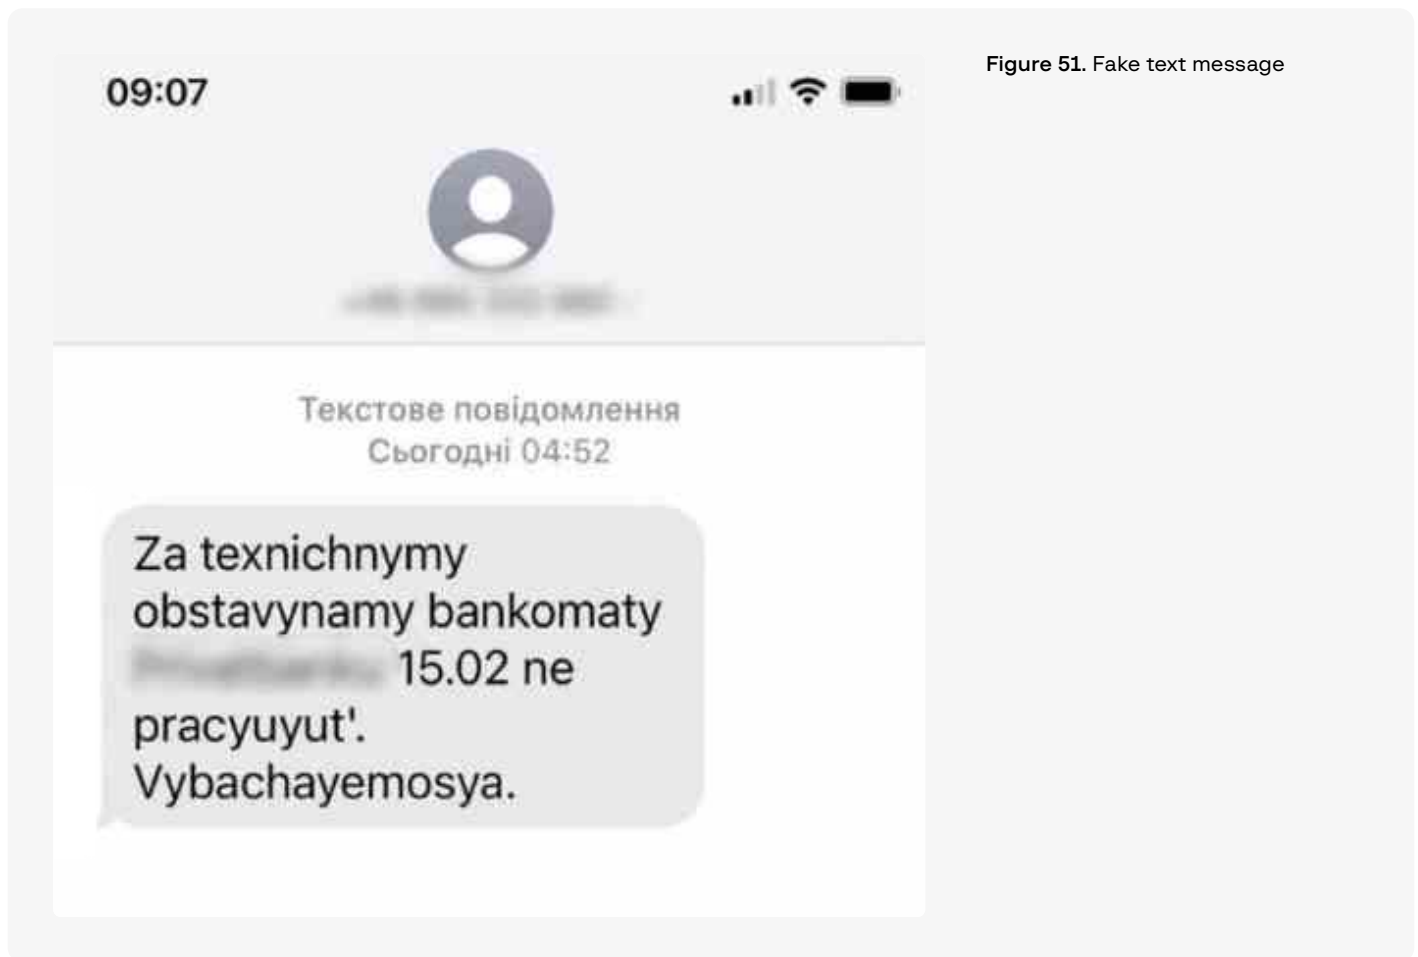 09:07
Figure 51. Fake text message
Текстове повідомлення
Сьогодні 04:52
Za texnichnymy
obstavynamy bankomaty
15.02 ne
pracyuyut'.
Vybachayemosya.